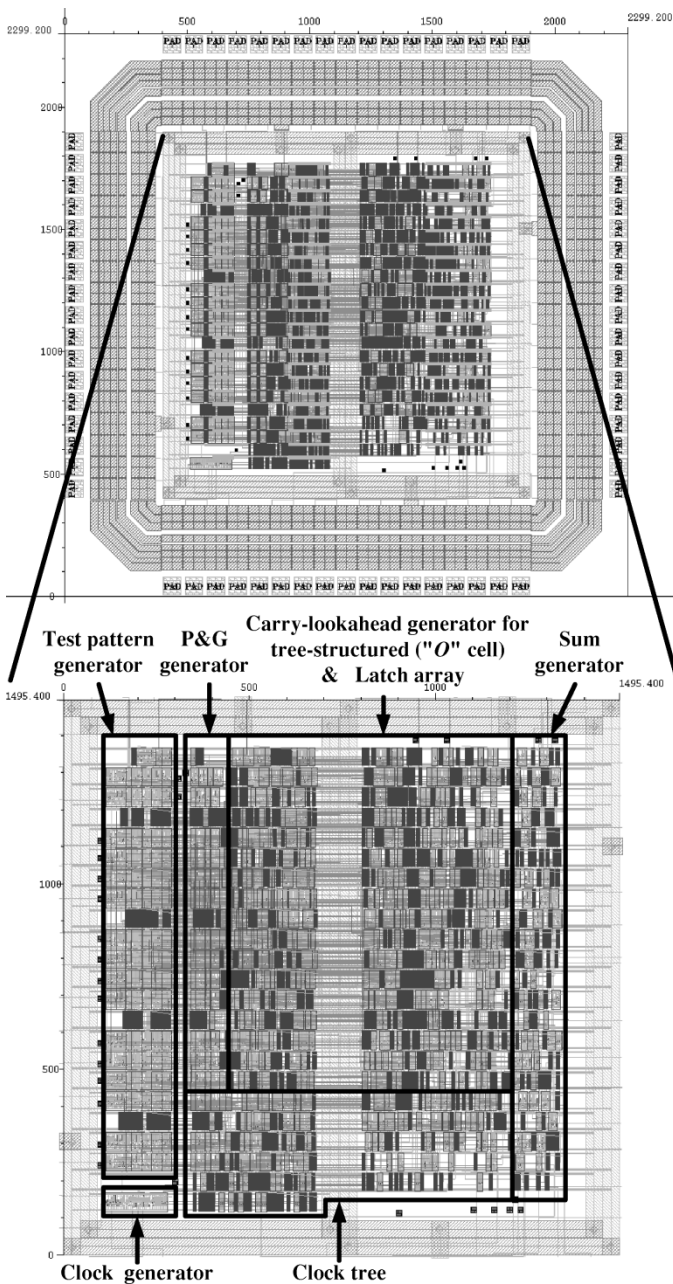 0 500 1000 1500 2000 2299.200
2299.200
PAD PAD PAD PAD PAD PAD PAD PAD PAD PAD PAD PAD PAD PAD PAD PAD PAD
2000
1500
1000
500
0
PAD PAD PAD PAD PAD PAD PAD PAD PAD PAD PAD PAD PAD PAD PAD PAD PAD
Test pattern generator
P&G generator
Carry-lookahead generator for
tree-structured ("O" cell)
& Latch array
Sum generator
0 500 1000 1495.400
1495.400
1000
500
0
Clock generator
Clock tree